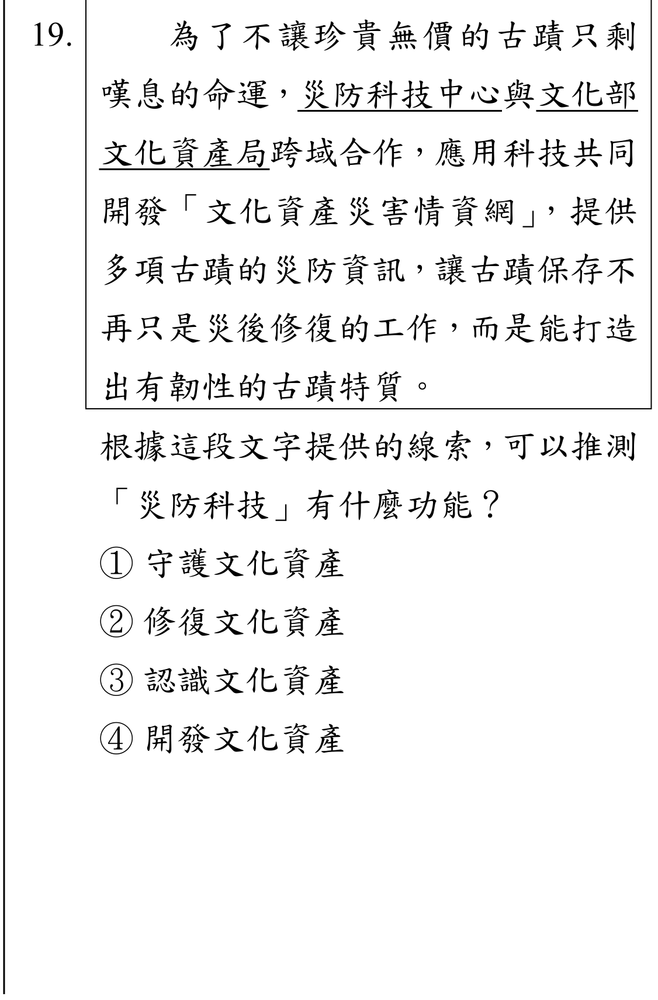 19. 為了不讓珍貴無價的古蹟只剩
嘆息的命運，災防科技中心與文化部
文化資產局跨域合作，應用科技共同
開發「文化資產災害情資網」，提供
多項古蹟的災防資訊，讓古蹟保存不
再只是災後修復的工作，而是能打造
出有韌性的古蹟特質。
根據這段文字提供的線索，可以推測
「災防科技」有什麼功能？
① 守護文化資產
② 修復文化資產
③ 認識文化資產
④ 開發文化資產